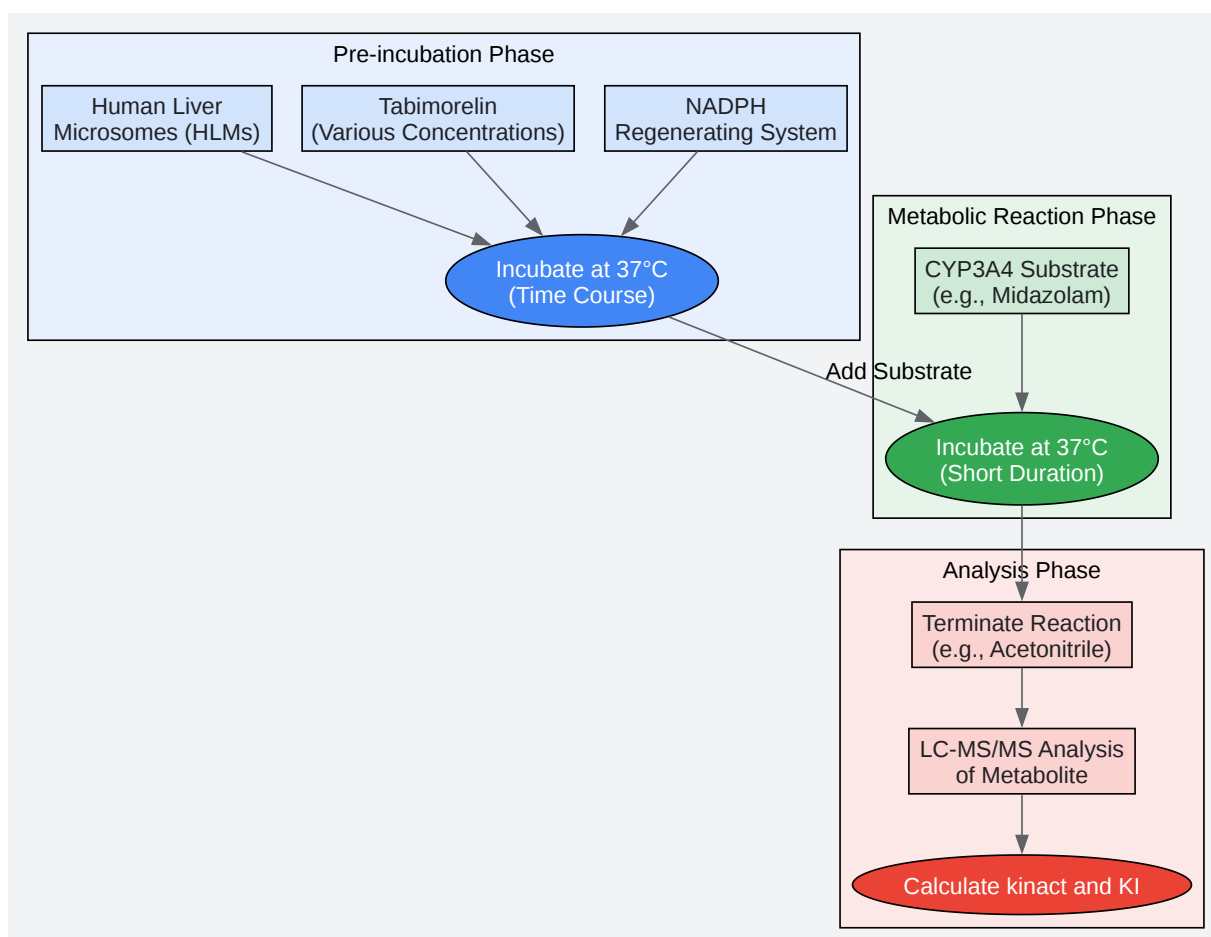 Pre-incubation Phase
Human Liver
Microsomes (HLMs)
Tabimorelin
(Various Concentrations)
NADPH
Regenerating System
Incubate at 37°C
(Time Course)
Add Substrate
Metabolic Reaction Phase
CYP3A4 Substrate
(e.g., Midazolam)
Incubate at 37°C
(Short Duration)
Analysis Phase
Terminate Reaction
(e.g., Acetonitrile)
LC-MS/MS Analysis
of Metabolite
Calculate kinact and KI